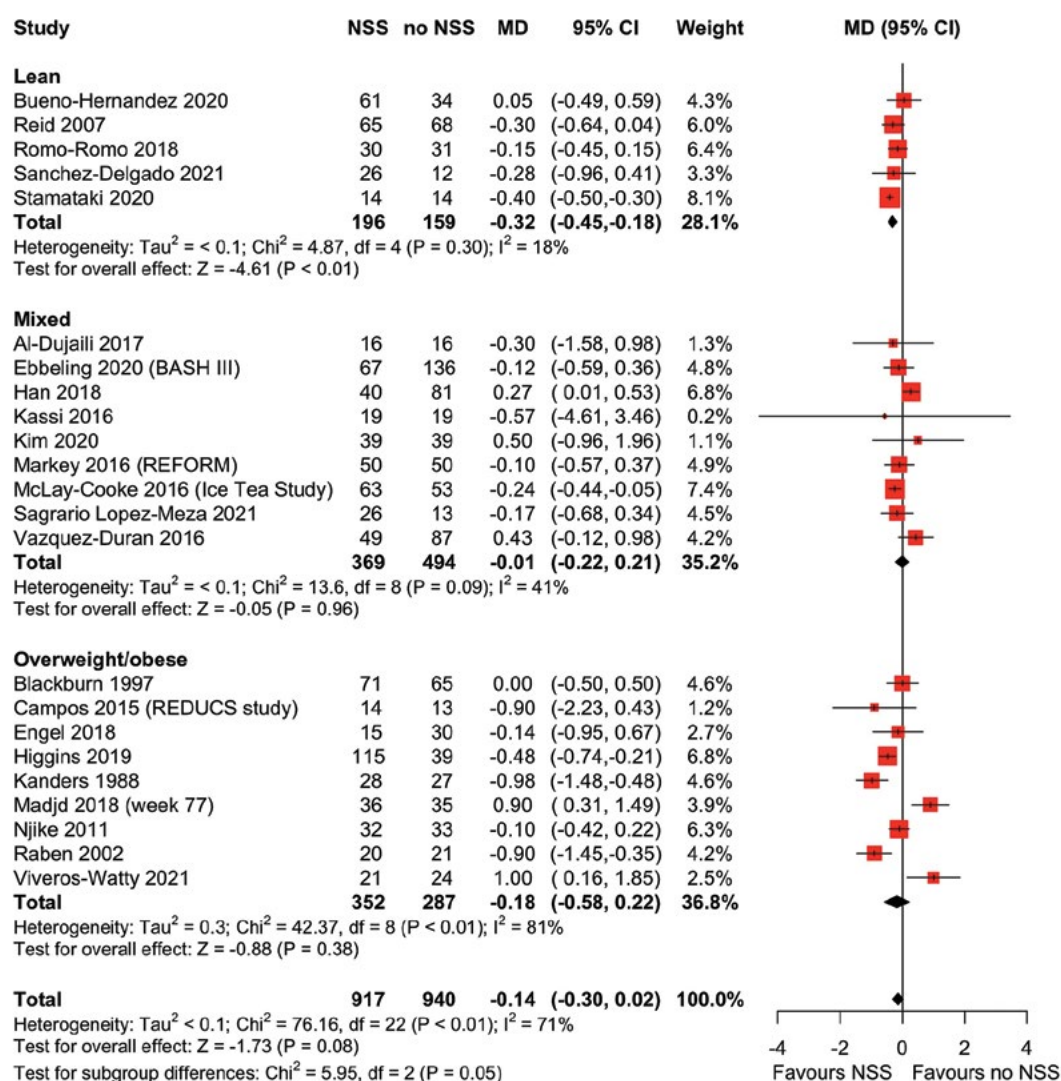 Study NSS no NSS MD 95% CI Weight MD (95% CI)
Lean
Bueno-Hernandez 2020 61 34 0.05 (-0.49, 0.59) 4.3%
Reid 2007 65 68 -0.30 (-0.64, 0.04) 6.0%
Romo-Romo 2018 30 31 -0.15 (-0.45, 0.15) 6.4%
Sanchez-Delgado 2021 26 12 -0.28 (-0.96, 0.41) 3.3%
Stamataki 2020 14 14 -0.40 (-0.50,-0.30) 8.1%
Total 196 159 -0.32 (-0.45,-0.18) 28.1%
Heterogeneity: Tau² = < 0.1; Chi² = 4.87, df = 4 (P = 0.30); I² = 18%
Test for overall effect: Z = -4.61 (P < 0.01)
Mixed
Al-Dujaili 2017 16 16 -0.30 (-1.58, 0.98) 1.3%
Ebbeling 2020 (BASH III) 67 136 -0.12 (-0.59, 0.36) 4.8%
Han 2018 40 81 0.27 ( 0.01, 0.53) 6.8%
Kassi 2016 19 19 -0.57 (-4.61, 3.46) 0.2%
Kim 2020 39 39 0.50 (-0.96, 1.96) 1.1%
Markey 2016 (REFORM) 50 50 -0.10 (-0.57, 0.37) 4.9%
McLay-Cooke 2016 (Ice Tea Study) 63 53 -0.24 (-0.44,-0.05) 7.4%
Sagrario Lopez-Meza 2021 26 13 -0.17 (-0.68, 0.34) 4.5%
Vazquez-Duran 2016 49 87 0.43 (-0.12, 0.98) 4.2%
Total 369 494 -0.01 (-0.22, 0.21) 35.2%
Heterogeneity: Tau² = < 0.1; Chi² = 13.6, df = 8 (P = 0.09); I² = 41%
Test for overall effect: Z = -0.05 (P = 0.96)
Overweight/obese
Blackburn 1997 71 65 0.00 (-0.50, 0.50) 4.6%
Campos 2015 (REDUCS study) 14 13 -0.90 (-2.23, 0.43) 1.2%
Engel 2018 15 30 -0.14 (-0.95, 0.67) 2.7%
Higgins 2019 115 39 -0.48 (-0.74,-0.21) 6.8%
Kanders 1988 28 27 -0.98 (-1.48,-0.48) 4.6%
Madjd 2018 (week 77) 36 35 0.90 ( 0.31, 1.49) 3.9%
Njike 2011 32 33 -0.10 (-0.42, 0.22) 6.3%
Raben 2002 20 21 -0.90 (-1.45,-0.35) 4.2%
Viveros-Watty 2021 21 24 1.00 ( 0.16, 1.85) 2.5%
Total 352 287 -0.18 (-0.58, 0.22) 36.8%
Heterogeneity: Tau² = 0.3; Chi² = 42.37, df = 8 (P < 0.01); I² = 81%
Test for overall effect: Z = -0.88 (P = 0.38)
Total 917 940 -0.14 (-0.30, 0.02) 100.0%
Heterogeneity: Tau² < 0.1; Chi² = 76.16, df = 22 (P < 0.01); I² = 71%
Test for overall effect: Z = -1.73 (P = 0.08)
Test for subgroup differences: Chi² = 5.95, df = 2 (P = 0.05)
-4 -2 0 2 4
Favours NSS Favours no NSS